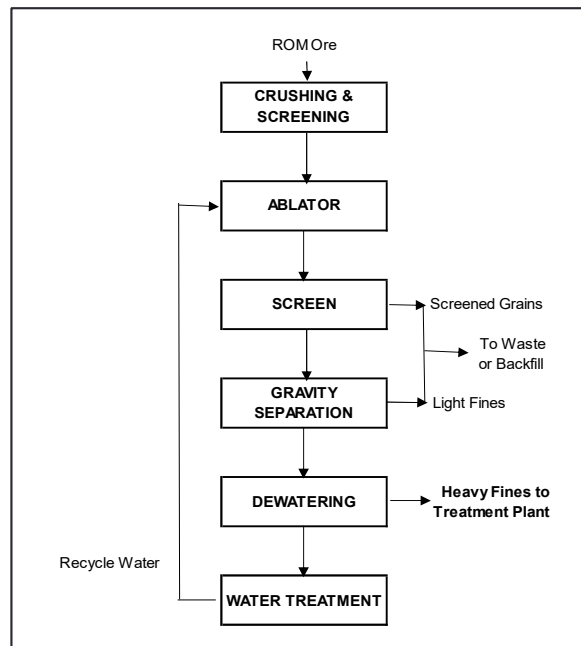 ROM Ore
CRUSHING &
SCREENING
ABLATOR
SCREEN
Screened Grains
To Waste
or Backfill
GRAVITY
SEPARATION
Light Fines
DEWATERING
Heavy Fines to
Treatment Plant
Recycle Water
WATER TREATMENT